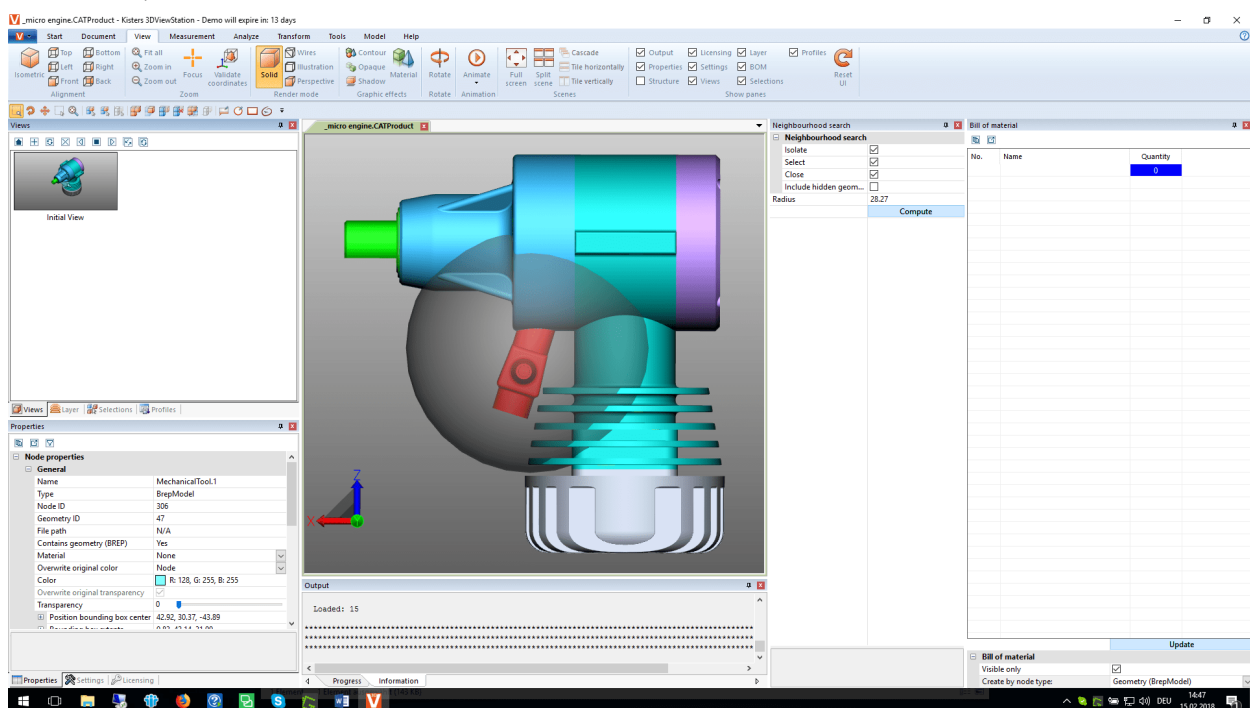 _micro engine.CATProduct - Kisters 3DViewStation - Demo will expire in: 13 days
Start Document View Measurement Analyze Transform Tools Model Help
Isometric
Top Bottom
Left Right
Front Back
Alignment
Fit all
Zoom in
Zoom out
Focus
Validate coordinates
Zoom
Solid
Wires
Illustration
Perspective
Render mode
Contour
Opaque
Shadow
Material
Graphic effects
Rotate
Rotate
Animate
Animation
Full screen
Split scene
Cascade
Tile horizontally
Tile vertically
Scenes
Output Licensing Layer Profiles
Properties Settings BOM
Structure Views Selections
Show panes
Reset UI
Views
Initial View
Views Layer Selections Profiles
Properties
Node properties
General
Name MechanicalTool.1
Type BrepModel
Node ID 306
Geometry ID 47
File path N/A
Contains geometry (BREP) Yes
Material None
Overwrite original color Node
Color R: 128, G: 255, B: 255
Overwrite original transparency
Transparency 0
Position bounding box center 42.92, 30.37, -43.89
Properties Settings Licensing
_micro engine.CATProduct
Z
X
Output
Loaded: 15
Progress Information
Neighbourhood search
Neighbourhood search
Isolate
Select
Close
Include hidden geom...
Radius 28.27
Compute
Bill of material
No. Name Quantity
0
Update
Bill of material
Visible only
Create by node type: Geometry (BrepModel)
DEU
14:47
15.02.2018